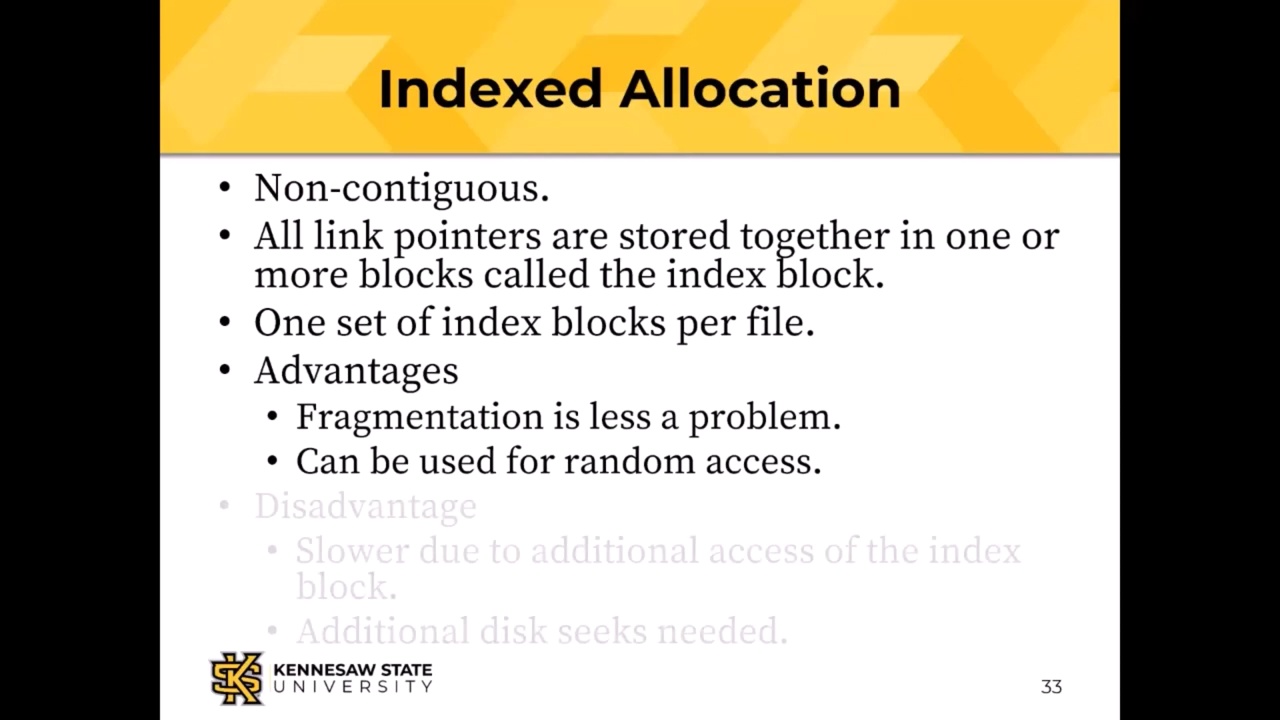 Indexed Allocation
• Non-contiguous.
• All link pointers are stored together in one or
more blocks called the index block.
• One set of index blocks per file.
• Advantages
• Fragmentation is less a problem.
• Can be used for random access.
• Disadvantage
• Slower due to additional access of the index
block.
• Additional disk seeks needed.
KENNESAW STATE
UNIVERSITY
33